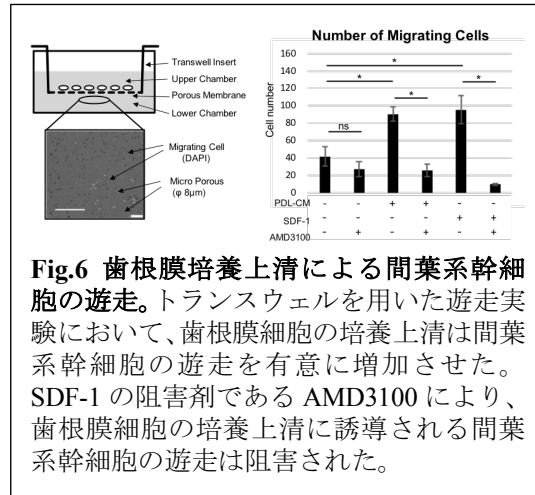 Transwell Insert
Upper Chamber
Porous Membrane
Lower Chamber
Migrating Cell
(DAPI)
Micro Porous
(φ 8μm)
Number of Migrating Cells
Cell number
160
140
120
100
80
60
40
20
0
ns
*
*
*
*
PDL-CM - - + + - -
SDF-1 - - - - + +
AMD3100 - + - + - +
Fig.6 歯根膜培養上清による間葉系幹細
胞の遊走。トランスウェルを用いた遊走実
験において、歯根膜細胞の培養上清は間葉
系幹細胞の遊走を有意に増加させた。
SDF-1 の阻害剤である AMD3100 により、
歯根膜細胞の培養上清に誘導される間葉
系幹細胞の遊走は阻害された。